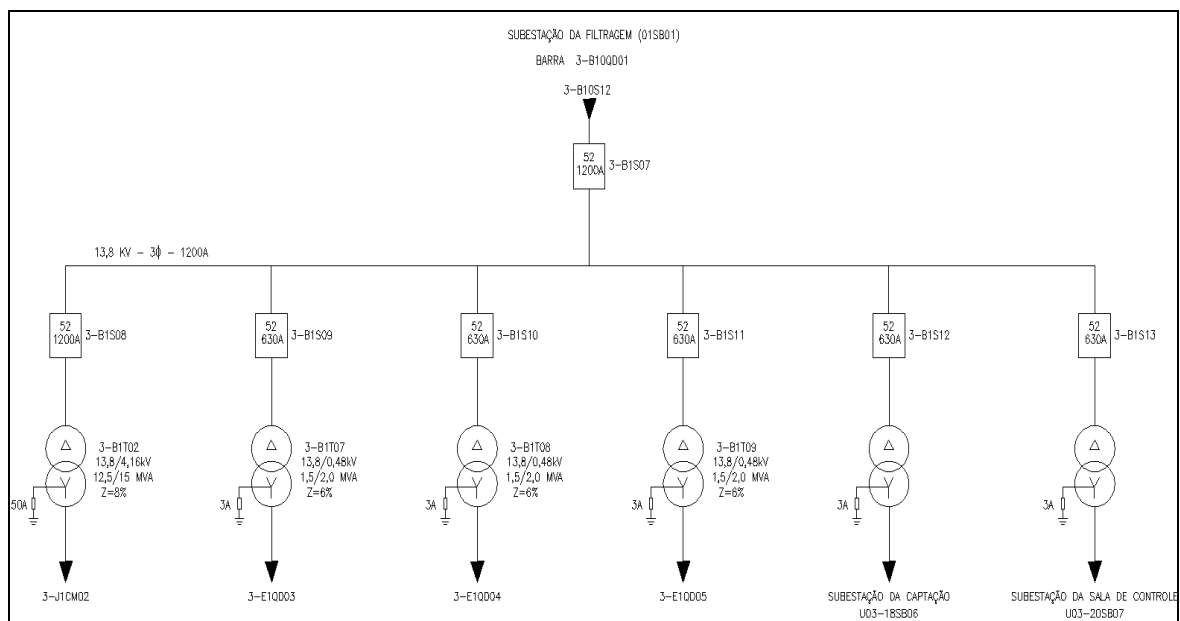 SUBESTAÇÃO DA FILTRAGEM (01SB01)
BARRA 3-B10QD01
3-B10S12
52
1200A
3-B1S07
13,8 KV - 3ϕ - 1200A
52
1200A
3-B1S08
52
630A
3-B1S09
52
630A
3-B1S10
52
630A
3-B1S11
52
630A
3-B1S12
52
630A
3-B1S13
3-B1T02
13,8/4,16kV
12,5/15 MVA
Z=8%
50A
3-B1T07
13,8/0,48kV
1,5/2,0 MVA
Z=6%
3A
3-B1T08
13,8/0,48kV
1,5/2,0 MVA
Z=6%
3A
3-B1T09
13,8/0,48kV
1,5/2,0 MVA
Z=6%
3A
3A
3A
3-J1CM02
3-E1QD03
3-E1QD04
3-E1QD05
SUBESTAÇÃO DA CAPTAÇÃO
U03-18SB06
SUBESTAÇÃO DA SALA DE CONTROLE
U03-20SB07